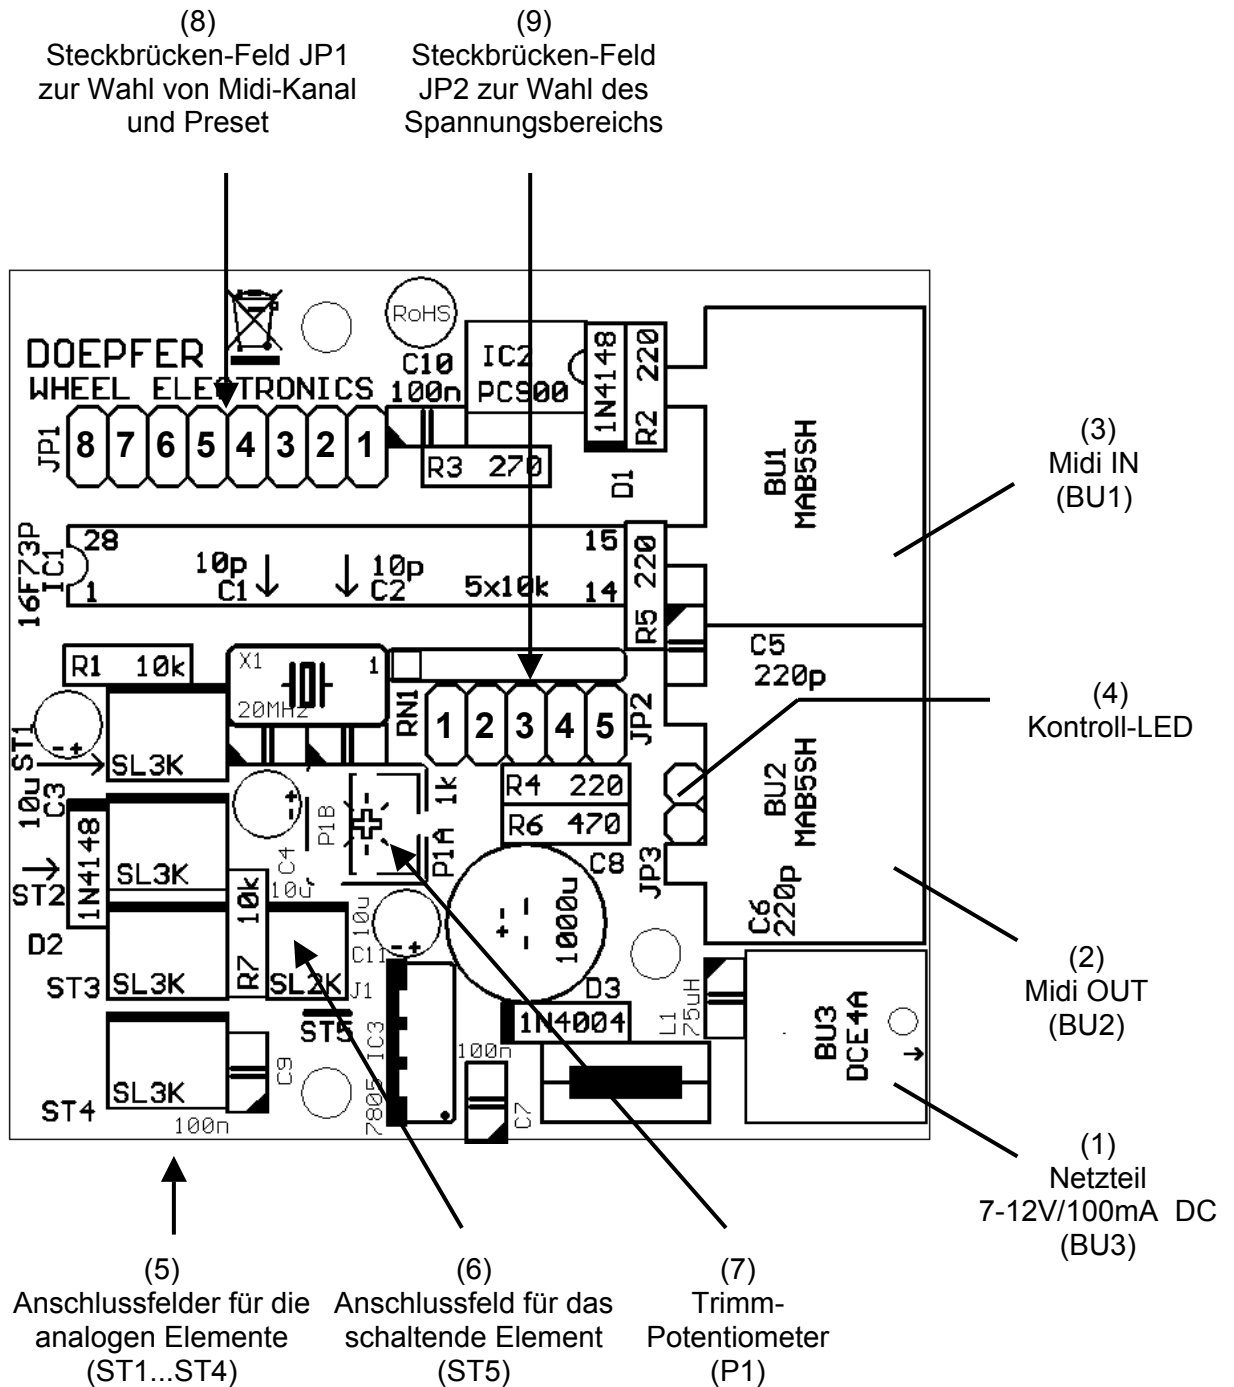 (8)
Steckbrücken-Feld JP1
zur Wahl von Midi-Kanal
und Preset
(9)
Steckbrücken-Feld
JP2 zur Wahl des
Spannungsbereichs
RoHS
DOEPFER
WHEEL ELECTRONICS
C10
100n
IC2
PC900
1N4148
D1
R2 220
JP1
8 7 6 5 4 3 2 1
R3 270
BU1
MAB5SH
(3)
Midi IN
(BU1)
16F73P
IC1
28
15
1
14
10p
C1
10p
C2
5x10k
R5 220
R1 10k
X1
20MHz
1
RN1
1 2 3 4 5
JP2
C5
220p
(4)
Kontroll-LED
ST1
10u
C3
SL3K
1N4148
D2
ST2
SL3K
C4
10u
P1B
P1A
1k
R4 220
R6 470
C8
1000u
JP3
BU2
MAB5SH
C6
220p
ST3
SL3K
R7 10k
SL2K
J1
ST5
10u
C11
D3
1N4004
L1
75uH
BU3
DCE4A
(2)
Midi OUT
(BU2)
ST4
SL3K
C9
100n
7805 IC3
100n
C7
(1)
Netzteil
7-12V/100mA DC
(BU3)
(5)
Anschlussfelder für die
analogen Elemente
(ST1...ST4)
(6)
Anschlussfeld für das
schaltende Element
(ST5)
(7)
Trimm-
Potentiometer
(P1)